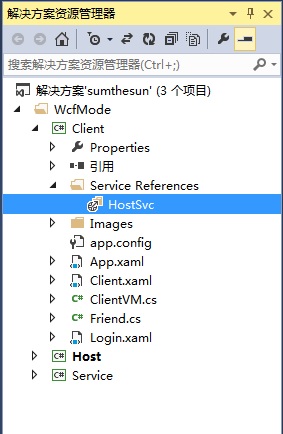 解决方案资源管理器
搜索解决方案资源管理器(Ctrl+;)
解决方案'sumthesun' (3 个项目)
WcfMode
C# Client
Properties
引用
Service References
HostSvc
Images
app.config
App.xaml
Client.xaml
C# ClientVM.cs
C# Friend.cs
Login.xaml
C# Host
C# Service